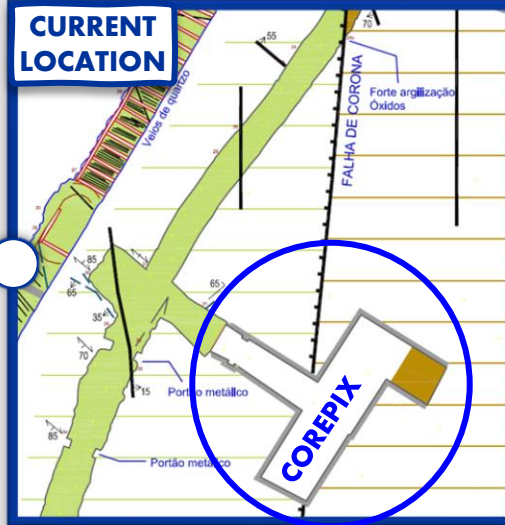 CURRENT
LOCATION
55
70
Veios de quartzo
Forte argilização
Óxidos
FALHA DE CORONA
85
65
65
35
70
15
Portão metálico
Portão metálico
85
COREPIX